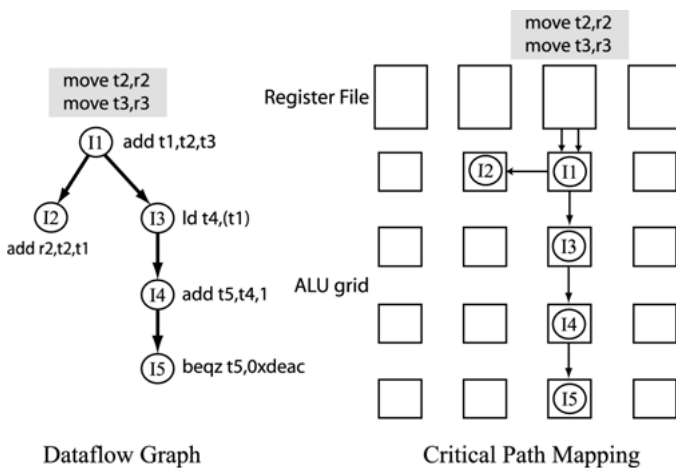 move t2,r2
move t3,r3
I1 add t1,t2,t3
I2
add r2,t2,t1
I3 ld t4,(t1)
I4 add t5,t4,1
I5 beqz t5,0xdeac
Dataflow Graph
move t2,r2
move t3,r3
Register File
I2 I1
I3
ALU grid
I4
I5
Critical Path Mapping